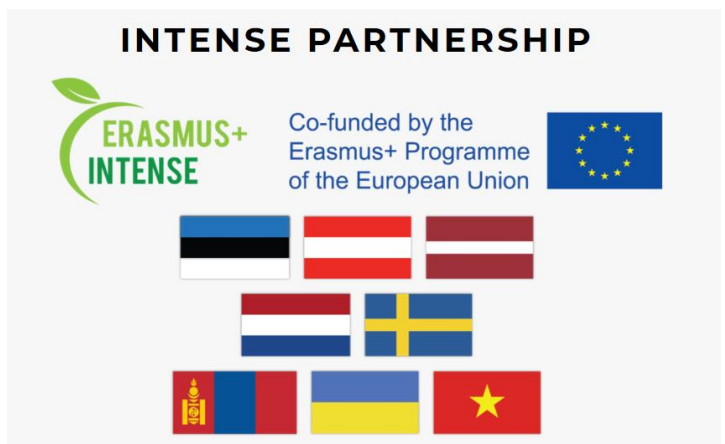 INTENSE PARTNERSHIP
ERASMUS+
INTENSE
Co-funded by the
Erasmus+ Programme
of the European Union